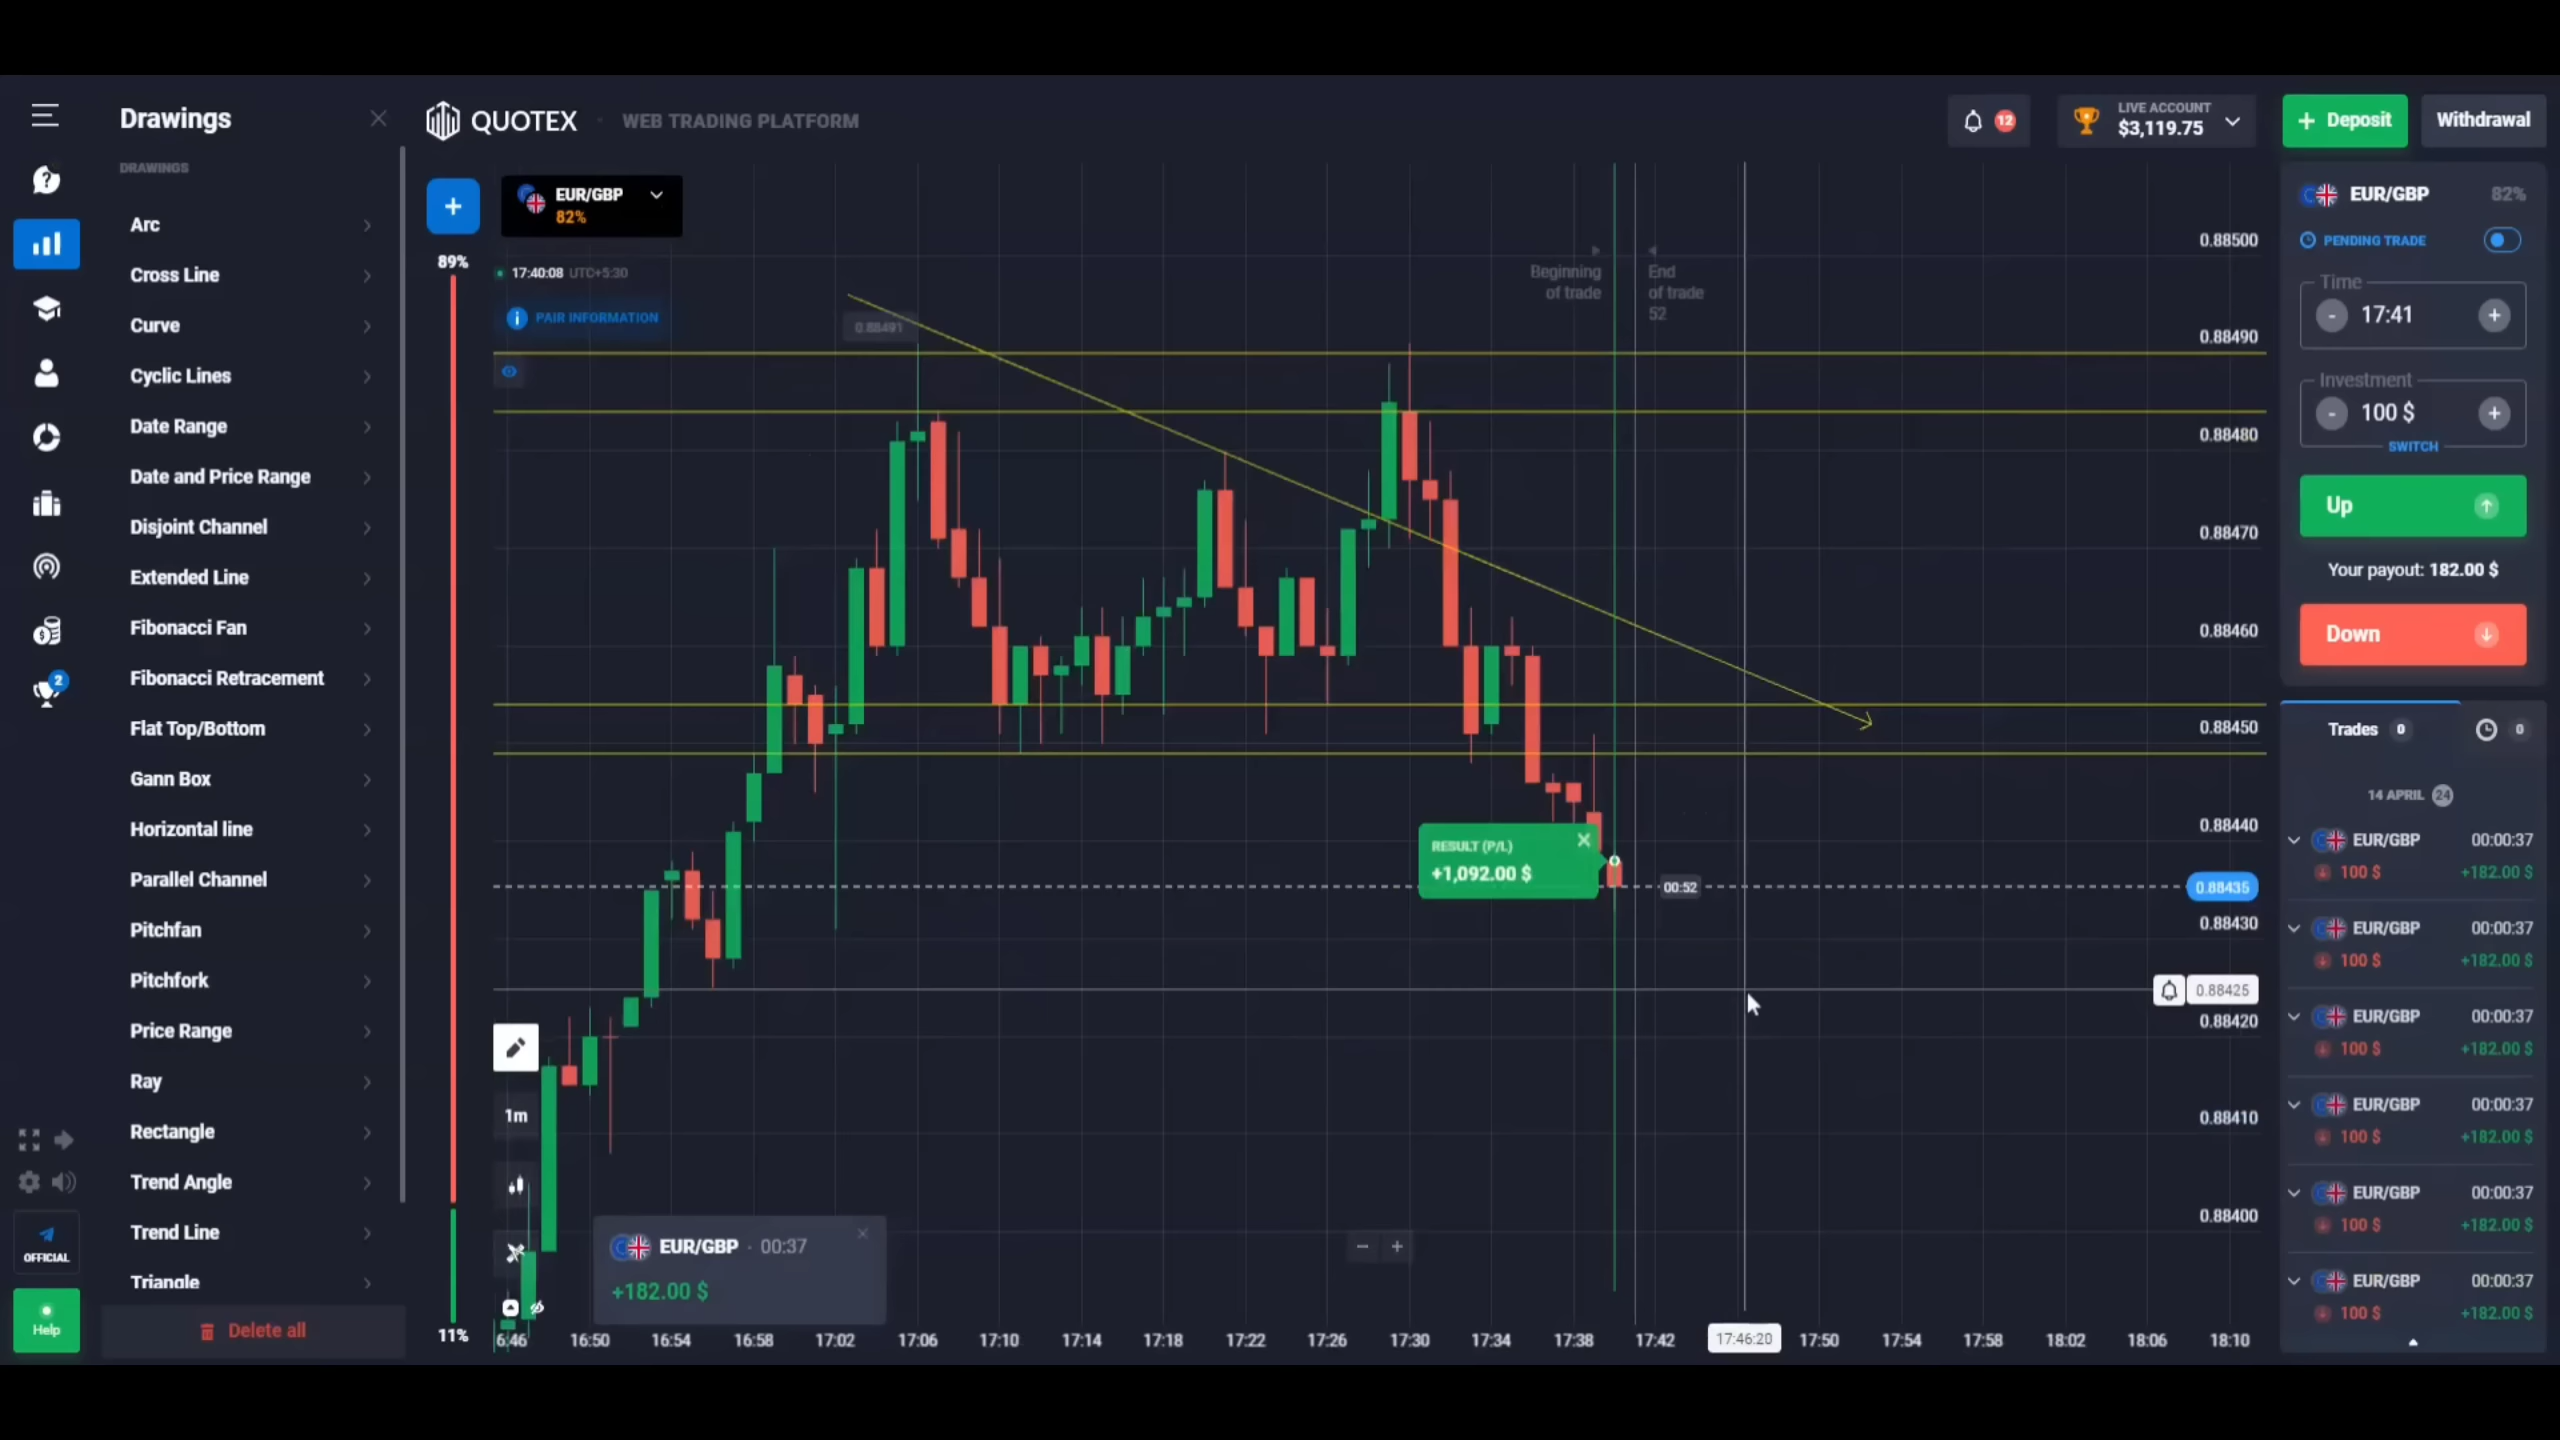 Drawings
DRAWINGS
Arc
Cross Line
Curve
Cyclic Lines
Date Range
Date and Price Range
Disjoint Channel
Extended Line
Fibonacci Fan
Fibonacci Retracement
Flat Top/Bottom
Gann Box
Horizontal line
Parallel Channel
Pitchfan
Pitchfork
Price Range
Ray
Rectangle
Trend Angle
Trend Line
Triangle
Delete all
2
OFFICIAL
Help
QUOTEX
WEB TRADING PLATFORM
12
LIVE ACCOUNT
$3,119.75
+ Deposit
Withdrawal
+
EUR/GBP
82%
89%
11%
17:40:08 UTC+5:30
PAIR INFORMATION
0.88491
Beginning
of trade
End
of trade
52
0.88500
0.88490
0.88480
0.88470
0.88460
0.88450
0.88440
0.88435
0.88430
0.88425
0.88420
0.88410
0.88400
RESULT (P/L)
+1,092.00 $
00:52
1m
EUR/GBP · 00:37
+182.00 $
6:46
16:50
16:54
16:58
17:02
17:06
17:10
17:14
17:18
17:22
17:26
17:30
17:34
17:38
17:42
17:46:20
17:50
17:54
17:58
18:02
18:06
18:10
EUR/GBP 82%
PENDING TRADE
Time
- 17:41 +
Investment
- 100 $ +
SWITCH
Up
Your payout: 182.00 $
Down
Trades 0
0
14 APRIL 24
EUR/GBP 00:00:37
100 $ +182.00 $
EUR/GBP 00:00:37
100 $ +182.00 $
EUR/GBP 00:00:37
100 $ +182.00 $
EUR/GBP 00:00:37
100 $ +182.00 $
EUR/GBP 00:00:37
100 $ +182.00 $
EUR/GBP 00:00:37
100 $ +182.00 $